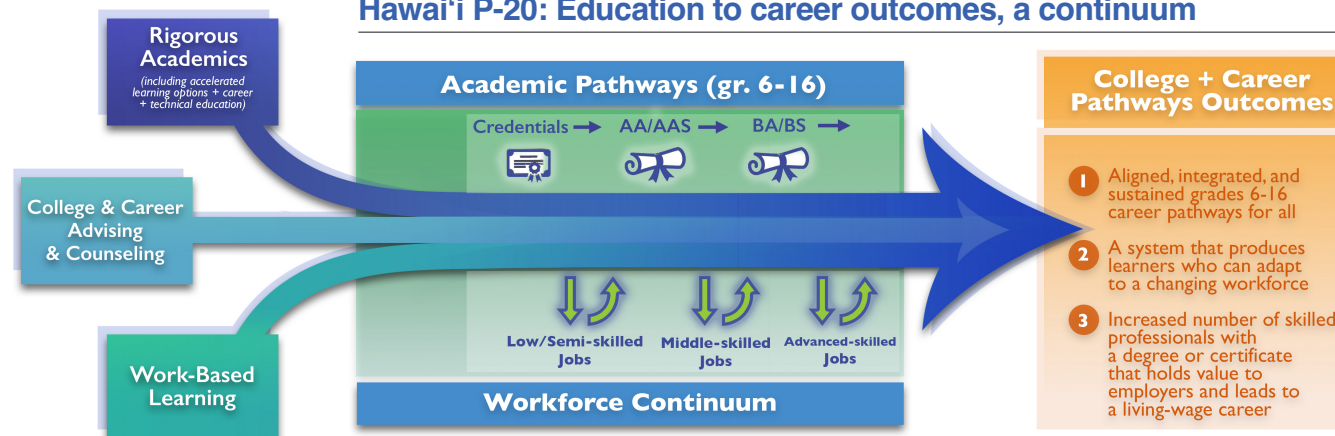 Hawaiʻi P-20: Education to career outcomes, a continuum
Rigorous
Academics
(including accelerated
learning options + career
+ technical education)
College & Career
Advising
& Counseling
Work-Based
Learning
Academic Pathways (gr. 6-16)
Credentials
AA/AAS
BA/BS
Low/Semi-skilled
Jobs
Middle-skilled
Jobs
Advanced-skilled
Jobs
Workforce Continuum
College + Career
Pathways Outcomes
1 Aligned, integrated, and
sustained grades 6-16
career pathways for all
2 A system that produces
learners who can adapt
to a changing workforce
3 Increased number of skilled
professionals with
a degree or certificate
that holds value to
employers and leads to
a living-wage career